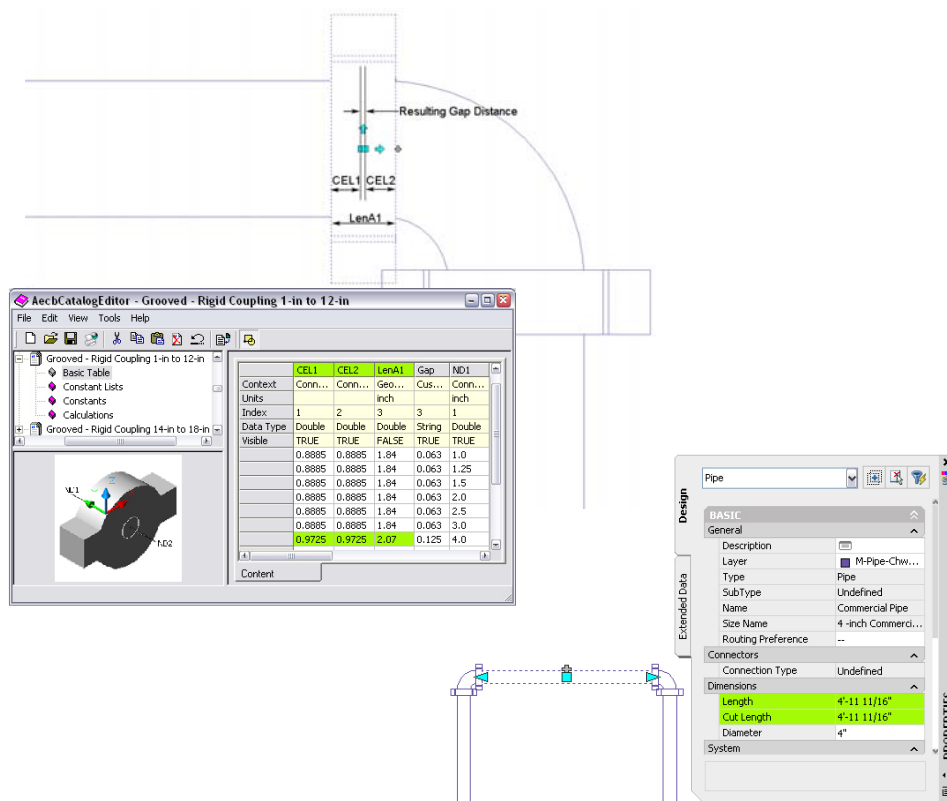 Resulting Gap Distance
CEL1 CEL2
LenA1
AecbCatalogEditor - Grooved - Rigid Coupling 1-in to 12-in
File Edit View Tools Help
Grooved - Rigid Coupling 1-in to 12-in
Basic Table
Constant Lists
Constants
Calculations
Grooved - Rigid Coupling 14-in to 18-in
CEL1 CEL2 LenA1 Gap ND1
Context Conn... Conn... Geo... Cus... Conn...
Units inch inch
Index 1 2 3 3 1
Data Type Double Double Double String Double
Visible TRUE TRUE FALSE TRUE TRUE
0.8885 0.8885 1.84 0.063 1.0
0.8885 0.8885 1.84 0.063 1.25
0.8885 0.8885 1.84 0.063 1.5
0.8885 0.8885 1.84 0.063 2.0
0.8885 0.8885 1.84 0.063 2.5
0.8885 0.8885 1.84 0.063 3.0
0.9725 0.9725 2.07 0.125 4.0
Content
Z
ND2
Pipe
Design
Extended Data
BASIC
General
Description
Layer M-Pipe-Chw...
Type Pipe
SubType Undefined
Name Commercial Pipe
Size Name 4 -inch Commerci...
Routing Preference --
Connectors
Connection Type Undefined
Dimensions
Length 4'-11 11/16"
Cut Length 4'-11 11/16"
Diameter 4"
System